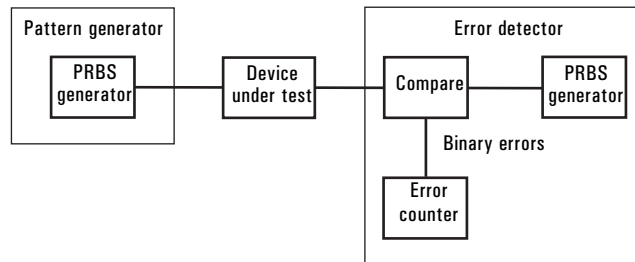 Pattern generator
Error detector
PRBS
generator
Device
under test
Compare
PRBS
generator
Binary errors
Error
counter